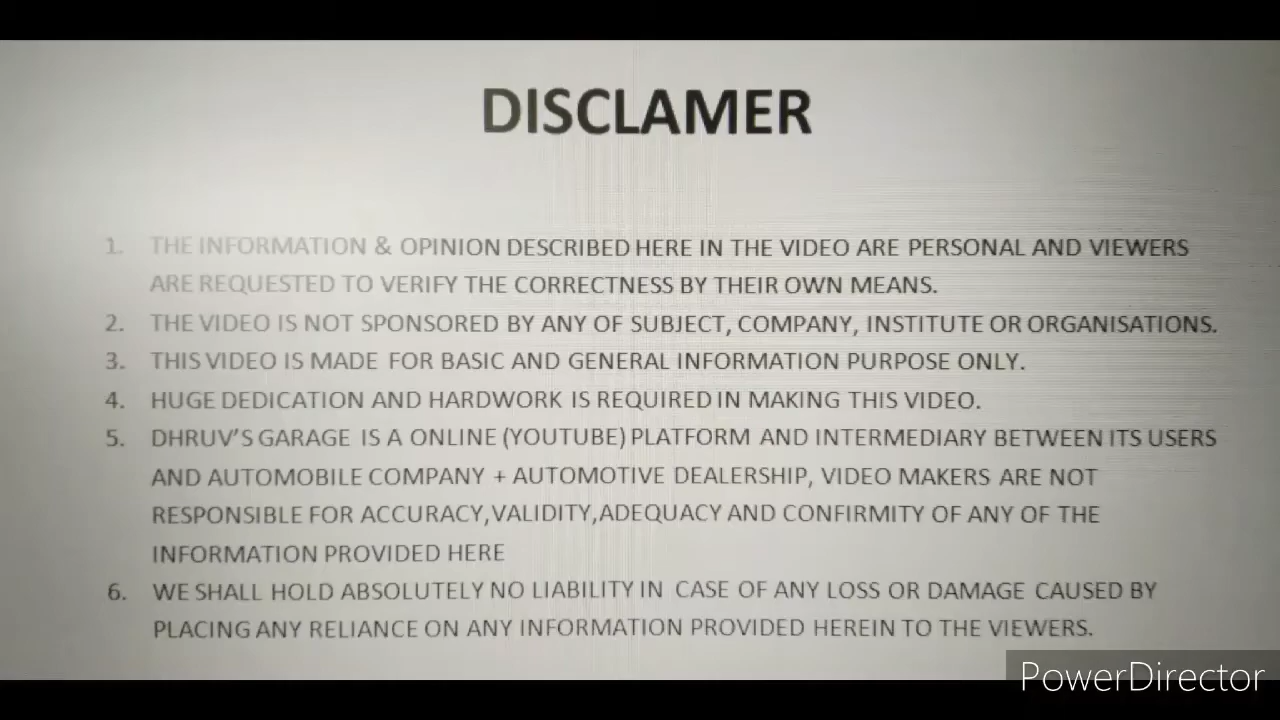 DISCLAMER
1. THE INFORMATION & OPINION DESCRIBED HERE IN THE VIDEO ARE PERSONAL AND VIEWERS
ARE REQUESTED TO VERIFY THE CORRECTNESS BY THEIR OWN MEANS.
2. THE VIDEO IS NOT SPONSORED BY ANY OF SUBJECT, COMPANY, INSTITUTE OR ORGANISATIONS.
3. THIS VIDEO IS MADE FOR BASIC AND GENERAL INFORMATION PURPOSE ONLY.
4. HUGE DEDICATION AND HARDWORK IS REQUIRED IN MAKING THIS VIDEO.
5. DHRUV'S GARAGE IS A ONLINE (YOUTUBE) PLATFORM AND INTERMEDIARY BETWEEN ITS USERS
AND AUTOMOBILE COMPANY + AUTOMOTIVE DEALERSHIP, VIDEO MAKERS ARE NOT
RESPONSIBLE FOR ACCURACY,VALIDITY,ADEQUACY AND CONFIRMITY OF ANY OF THE
INFORMATION PROVIDED HERE
6. WE SHALL HOLD ABSOLUTELY NO LIABILITY IN CASE OF ANY LOSS OR DAMAGE CAUSED BY
PLACING ANY RELIANCE ON ANY INFORMATION PROVIDED HEREIN TO THE VIEWERS.
PowerDirector